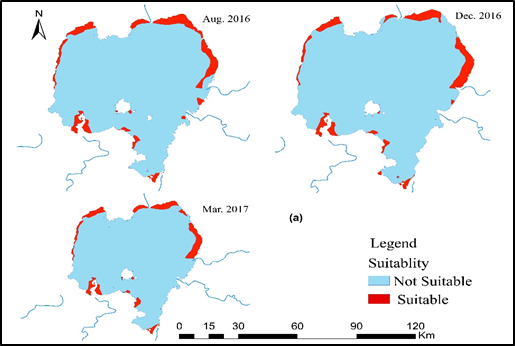 N
Aug. 2016
Dec. 2016
Mar. 2017
(a)
Legend
Suitablity
Not Suitable
Suitable
0 15 30 60 90 120
Km